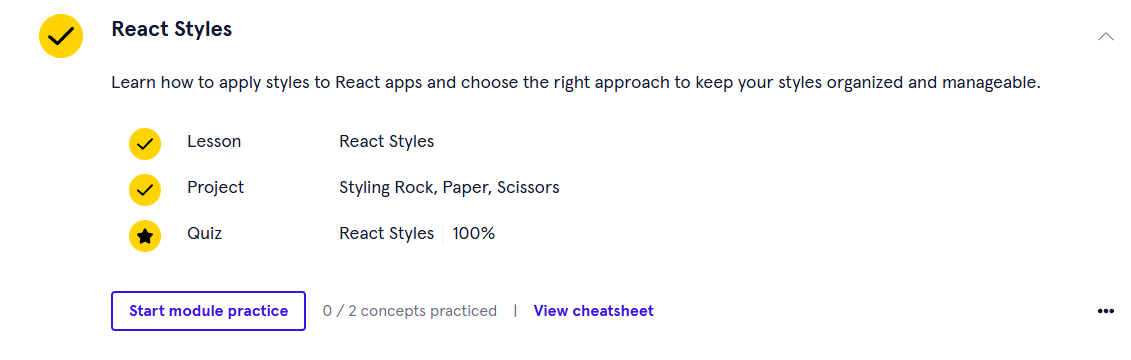 React Styles
Learn how to apply styles to React apps and choose the right approach to keep your styles organized and manageable.
Lesson React Styles
Project Styling Rock, Paper, Scissors
Quiz React Styles | 100%
Start module practice 0 / 2 concepts practiced | View cheatsheet